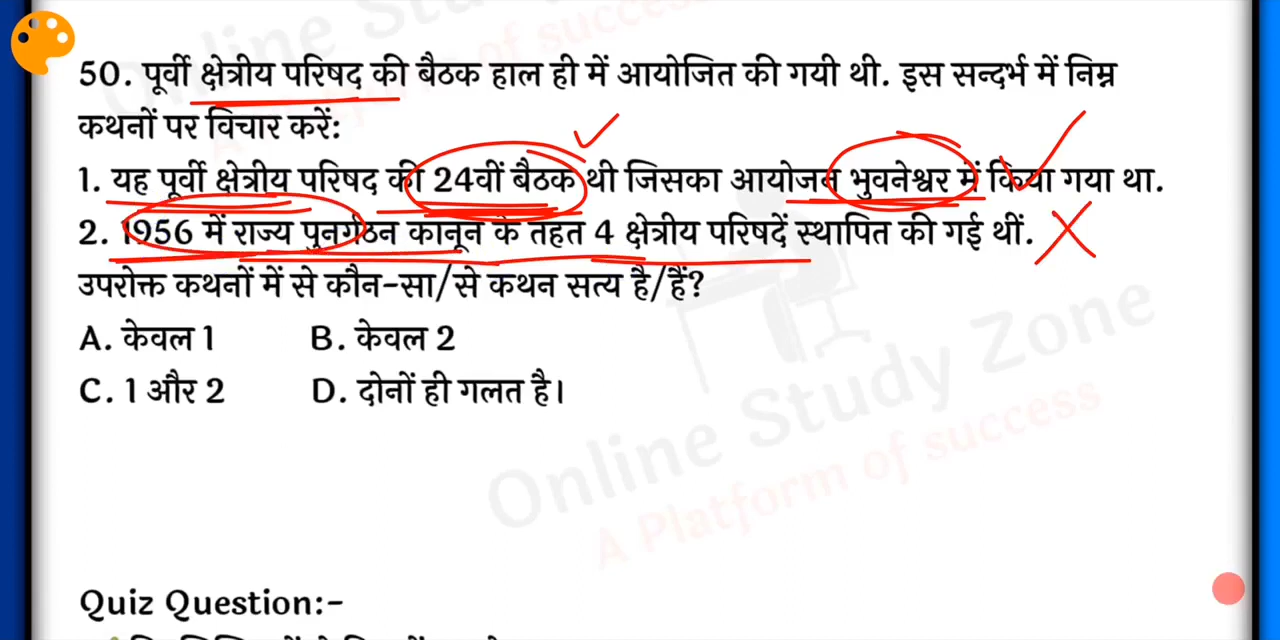 50. पूर्वी क्षेत्रीय परिषद की बैठक हाल ही में आयोजित की गयी थी. इस सन्दर्भ में निम्न
कथनों पर विचार करें:
1. यह पूर्वी क्षेत्रीय परिषद की 24वीं बैठक थी जिसका आयोजन भुवनेश्वर में किया गया था.
2. 1956 में राज्य पुनर्गठन कानून के तहत 4 क्षेत्रीय परिषदें स्थापित की गई थीं.
उपरोक्त कथनों में से कौन-सा/से कथन सत्य है/हैं?
A. केवल 1 B. केवल 2
C. 1 और 2 D. दोनों ही गलत है।
Online Study Zone
A Platform of success
Quiz Question:-